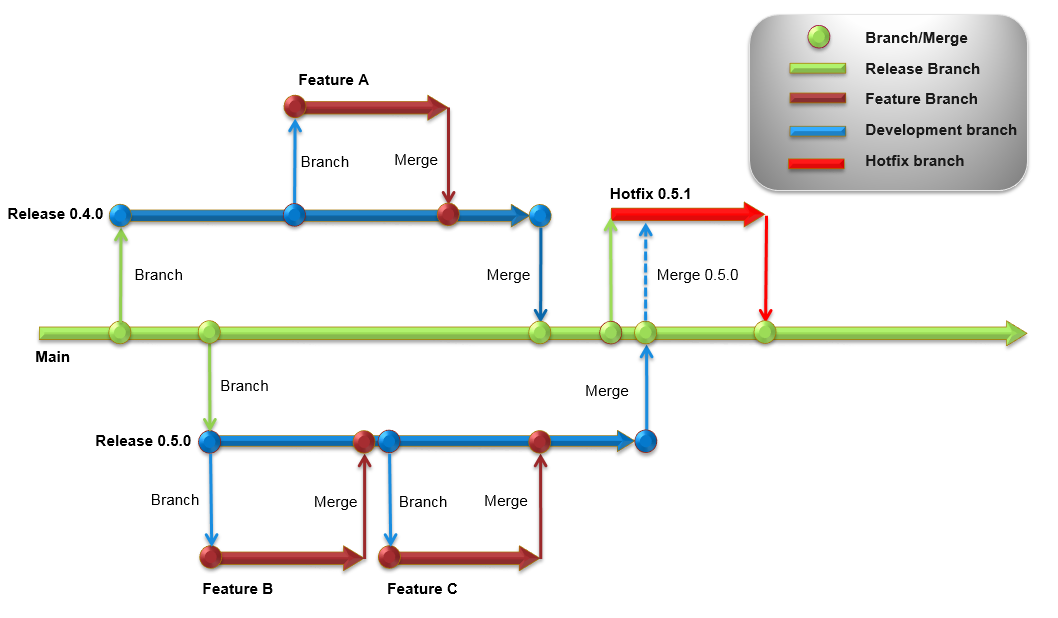 Branch/Merge
Release Branch
Feature Branch
Development branch
Hotfix branch
Feature A
Branch
Merge
Release 0.4.0
Hotfix 0.5.1
Branch
Merge
Merge 0.5.0
Main
Branch
Merge
Release 0.5.0
Branch
Merge
Branch
Merge
Feature B
Feature C